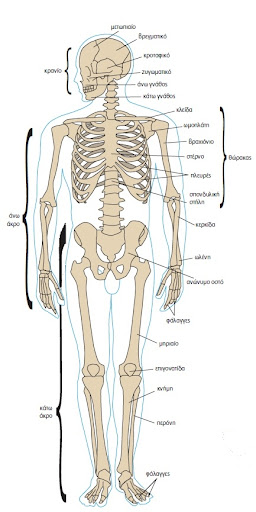 μετωπιαίο
βρεγματικό
κροταφικό
κρανίο
ζυγωματικό
άνω γνάθος
κάτω γνάθος
κλείδα
ωμοπλάτη
βραχιόνιο
στέρνο
θώρακας
πλευρές
άνω
άκρο
σπονδυλική
στήλη
κερκίδα
ωλένη
ανώνυμο οστό
φάλαγγες
μηριαίο
επιγονατίδα
κνήμη
κάτω
άκρο
περόνη
φάλαγγες